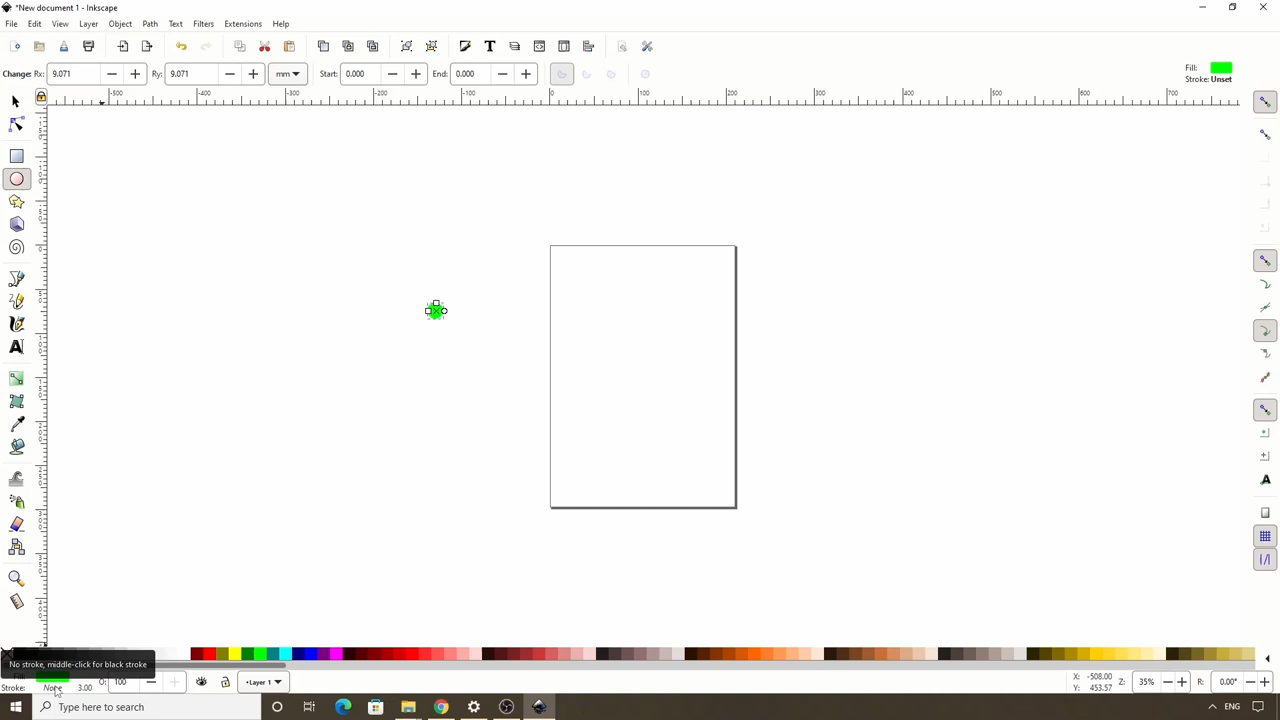 *New document 1 - Inkscape
File Edit View Layer Object Path Text Filters Extensions Help
Change: Rx: 9.071 Ry: 9.071 mm Start: 0.000 End: 0.000
Fill:
Stroke: Unset
-500 -400 -300 -200 -100 0 100 200 300 400 500 600 700
No stroke, middle-click for black stroke
O: 100 •Layer 1
Stroke: None 3.00
X: -508.00
Y: 453.57
Z: 35% R: 0.00°
Type here to search
ENG